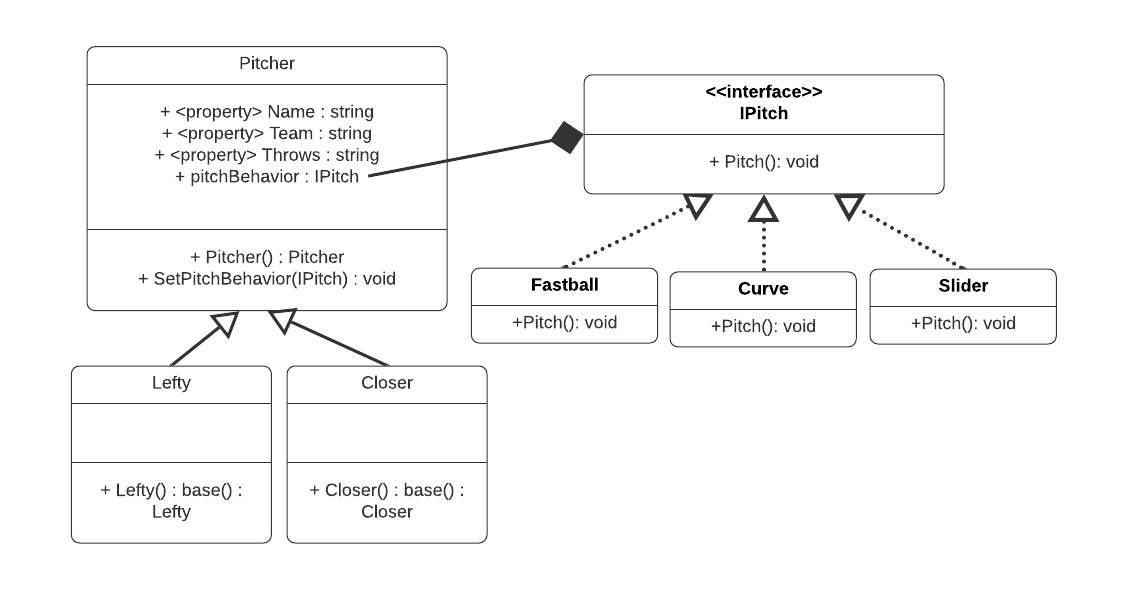 Pitcher
+ <property> Name : string
+ <property> Team : string
+ <property> Throws : string
+ pitchBehavior : IPitch
+ Pitcher() : Pitcher
+ SetPitchBehavior(IPitch) : void
<<interface>>
IPitch
+ Pitch(): void
Fastball
+Pitch(): void
Curve
+Pitch(): void
Slider
+Pitch(): void
Lefty
+ Lefty() : base() :
Lefty
Closer
+ Closer() : base() :
Closer